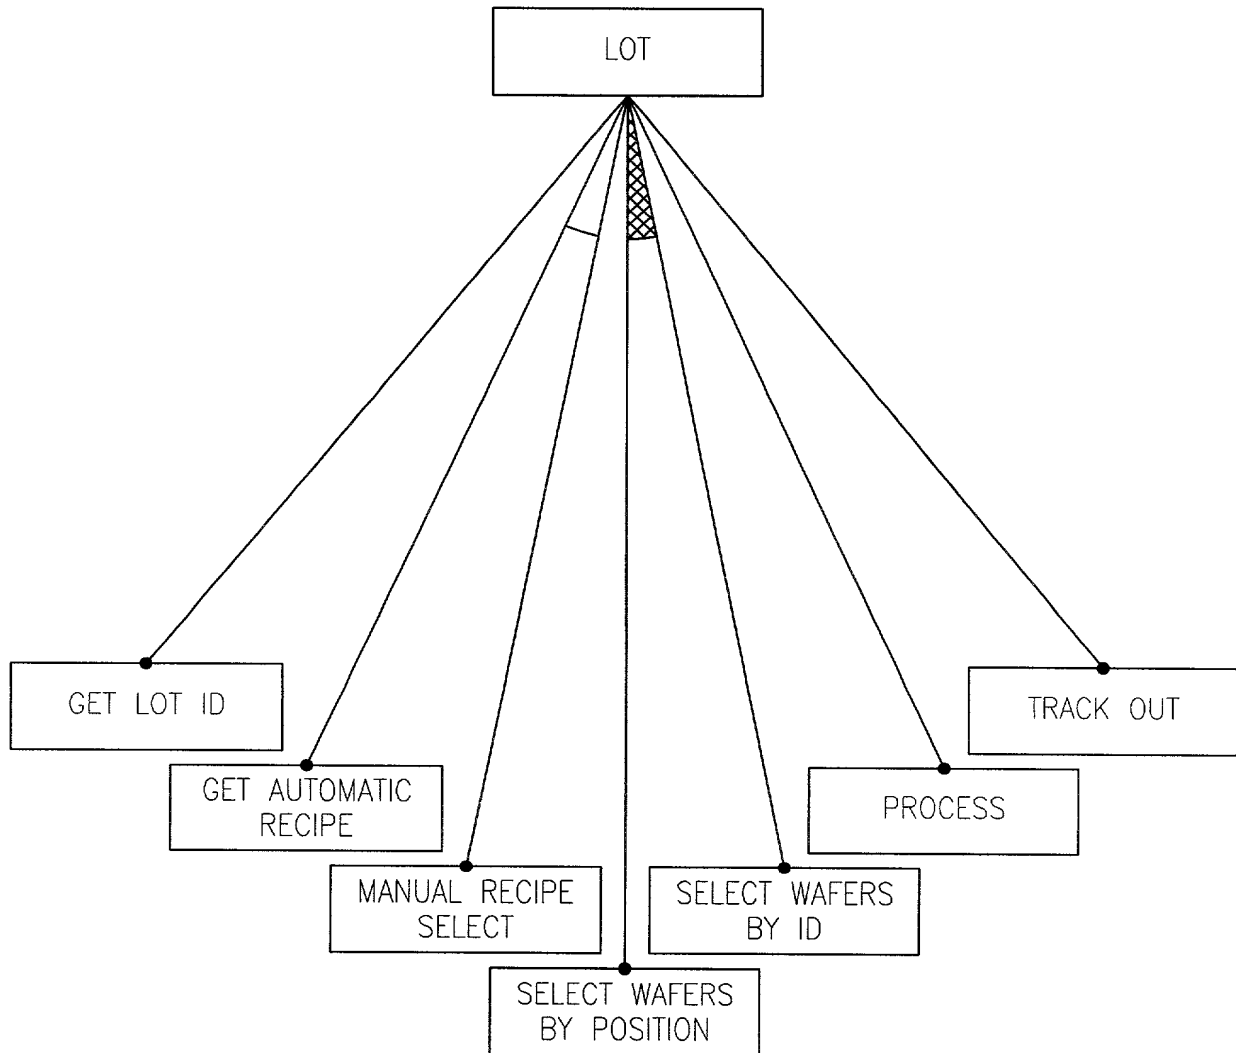 LOT
GET LOT ID
TRACK OUT
GET AUTOMATIC
RECIPE
PROCESS
MANUAL RECIPE
SELECT
SELECT WAFERS
BY ID
SELECT WAFERS
BY POSITION